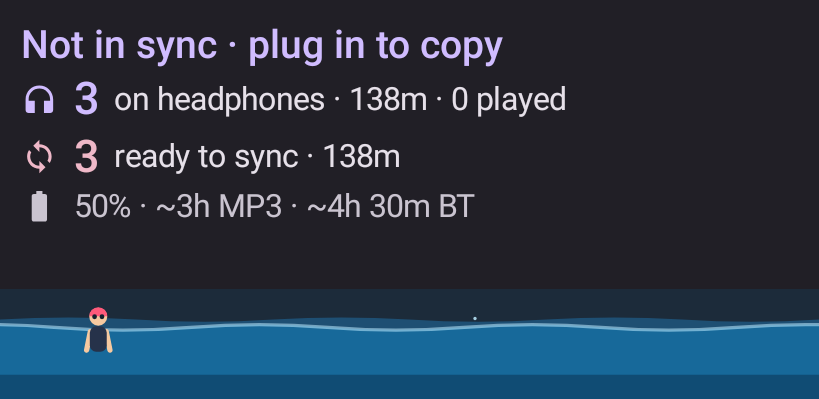 Not in sync · plug in to copy
3 on headphones · 138m · 0 played
3 ready to sync · 138m
50% · ~3h MP3 · ~4h 30m BT